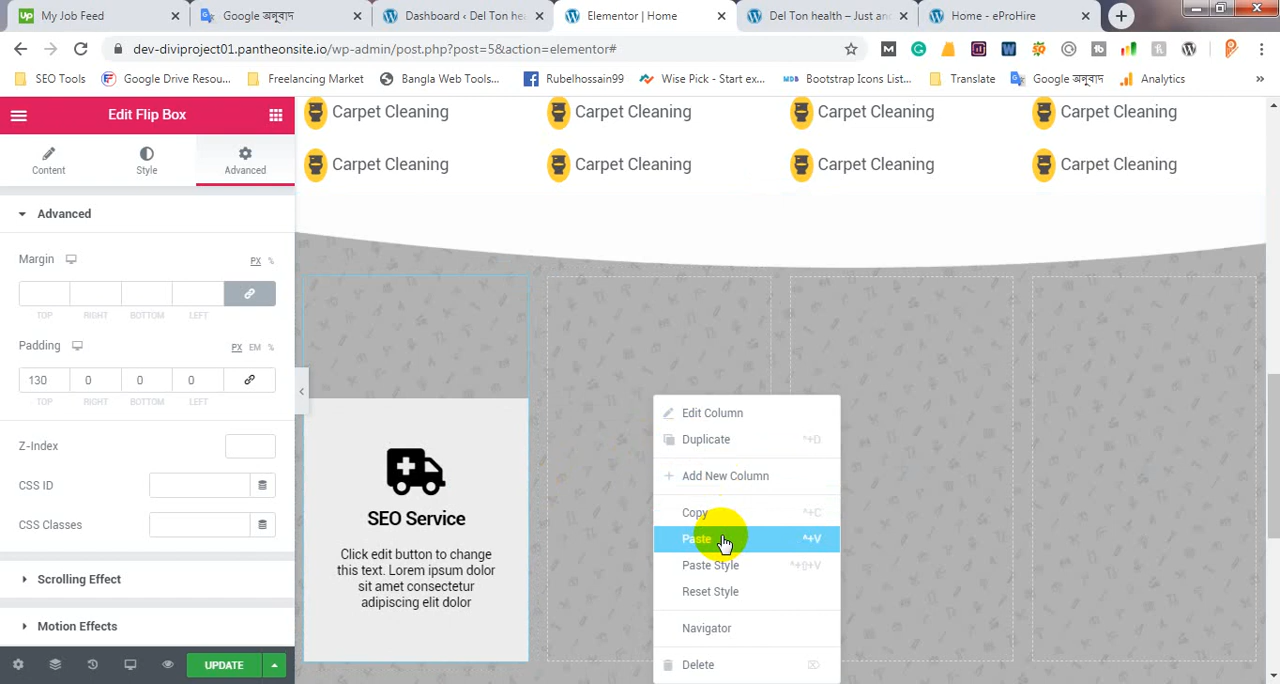 My Job Feed
Google অনুবাদ
Dashboard ‹ Del Ton hea
Elementor | Home
Del Ton health – Just an
Home - eProHire
dev-diviproject01.pantheonsite.io/wp-admin/post.php?post=5&action=elementor#
SEO Tools
Google Drive Resou...
Freelancing Market
Bangla Web Tools...
Rubelhossain99
Wise Pick - Start ex...
Bootstrap Icons List...
Translate
Google অনুবাদ
Analytics
»
Edit Flip Box
Content
Style
Advanced
Advanced
Margin
PX %
TOP RIGHT BOTTOM LEFT
Padding
PX EM %
130 0 0 0
TOP RIGHT BOTTOM LEFT
Z-Index
CSS ID
CSS Classes
Scrolling Effect
Motion Effects
UPDATE
Carpet Cleaning Carpet Cleaning Carpet Cleaning Carpet Cleaning
Carpet Cleaning Carpet Cleaning Carpet Cleaning Carpet Cleaning
SEO Service
Click edit button to change
this text. Lorem ipsum dolor
sit amet consectetur
adipiscing elit dolor
Edit Column
Duplicate ^+D
Add New Column
Copy ^+C
Paste ^+V
Paste Style ^+⇧+V
Reset Style
Navigator
Delete